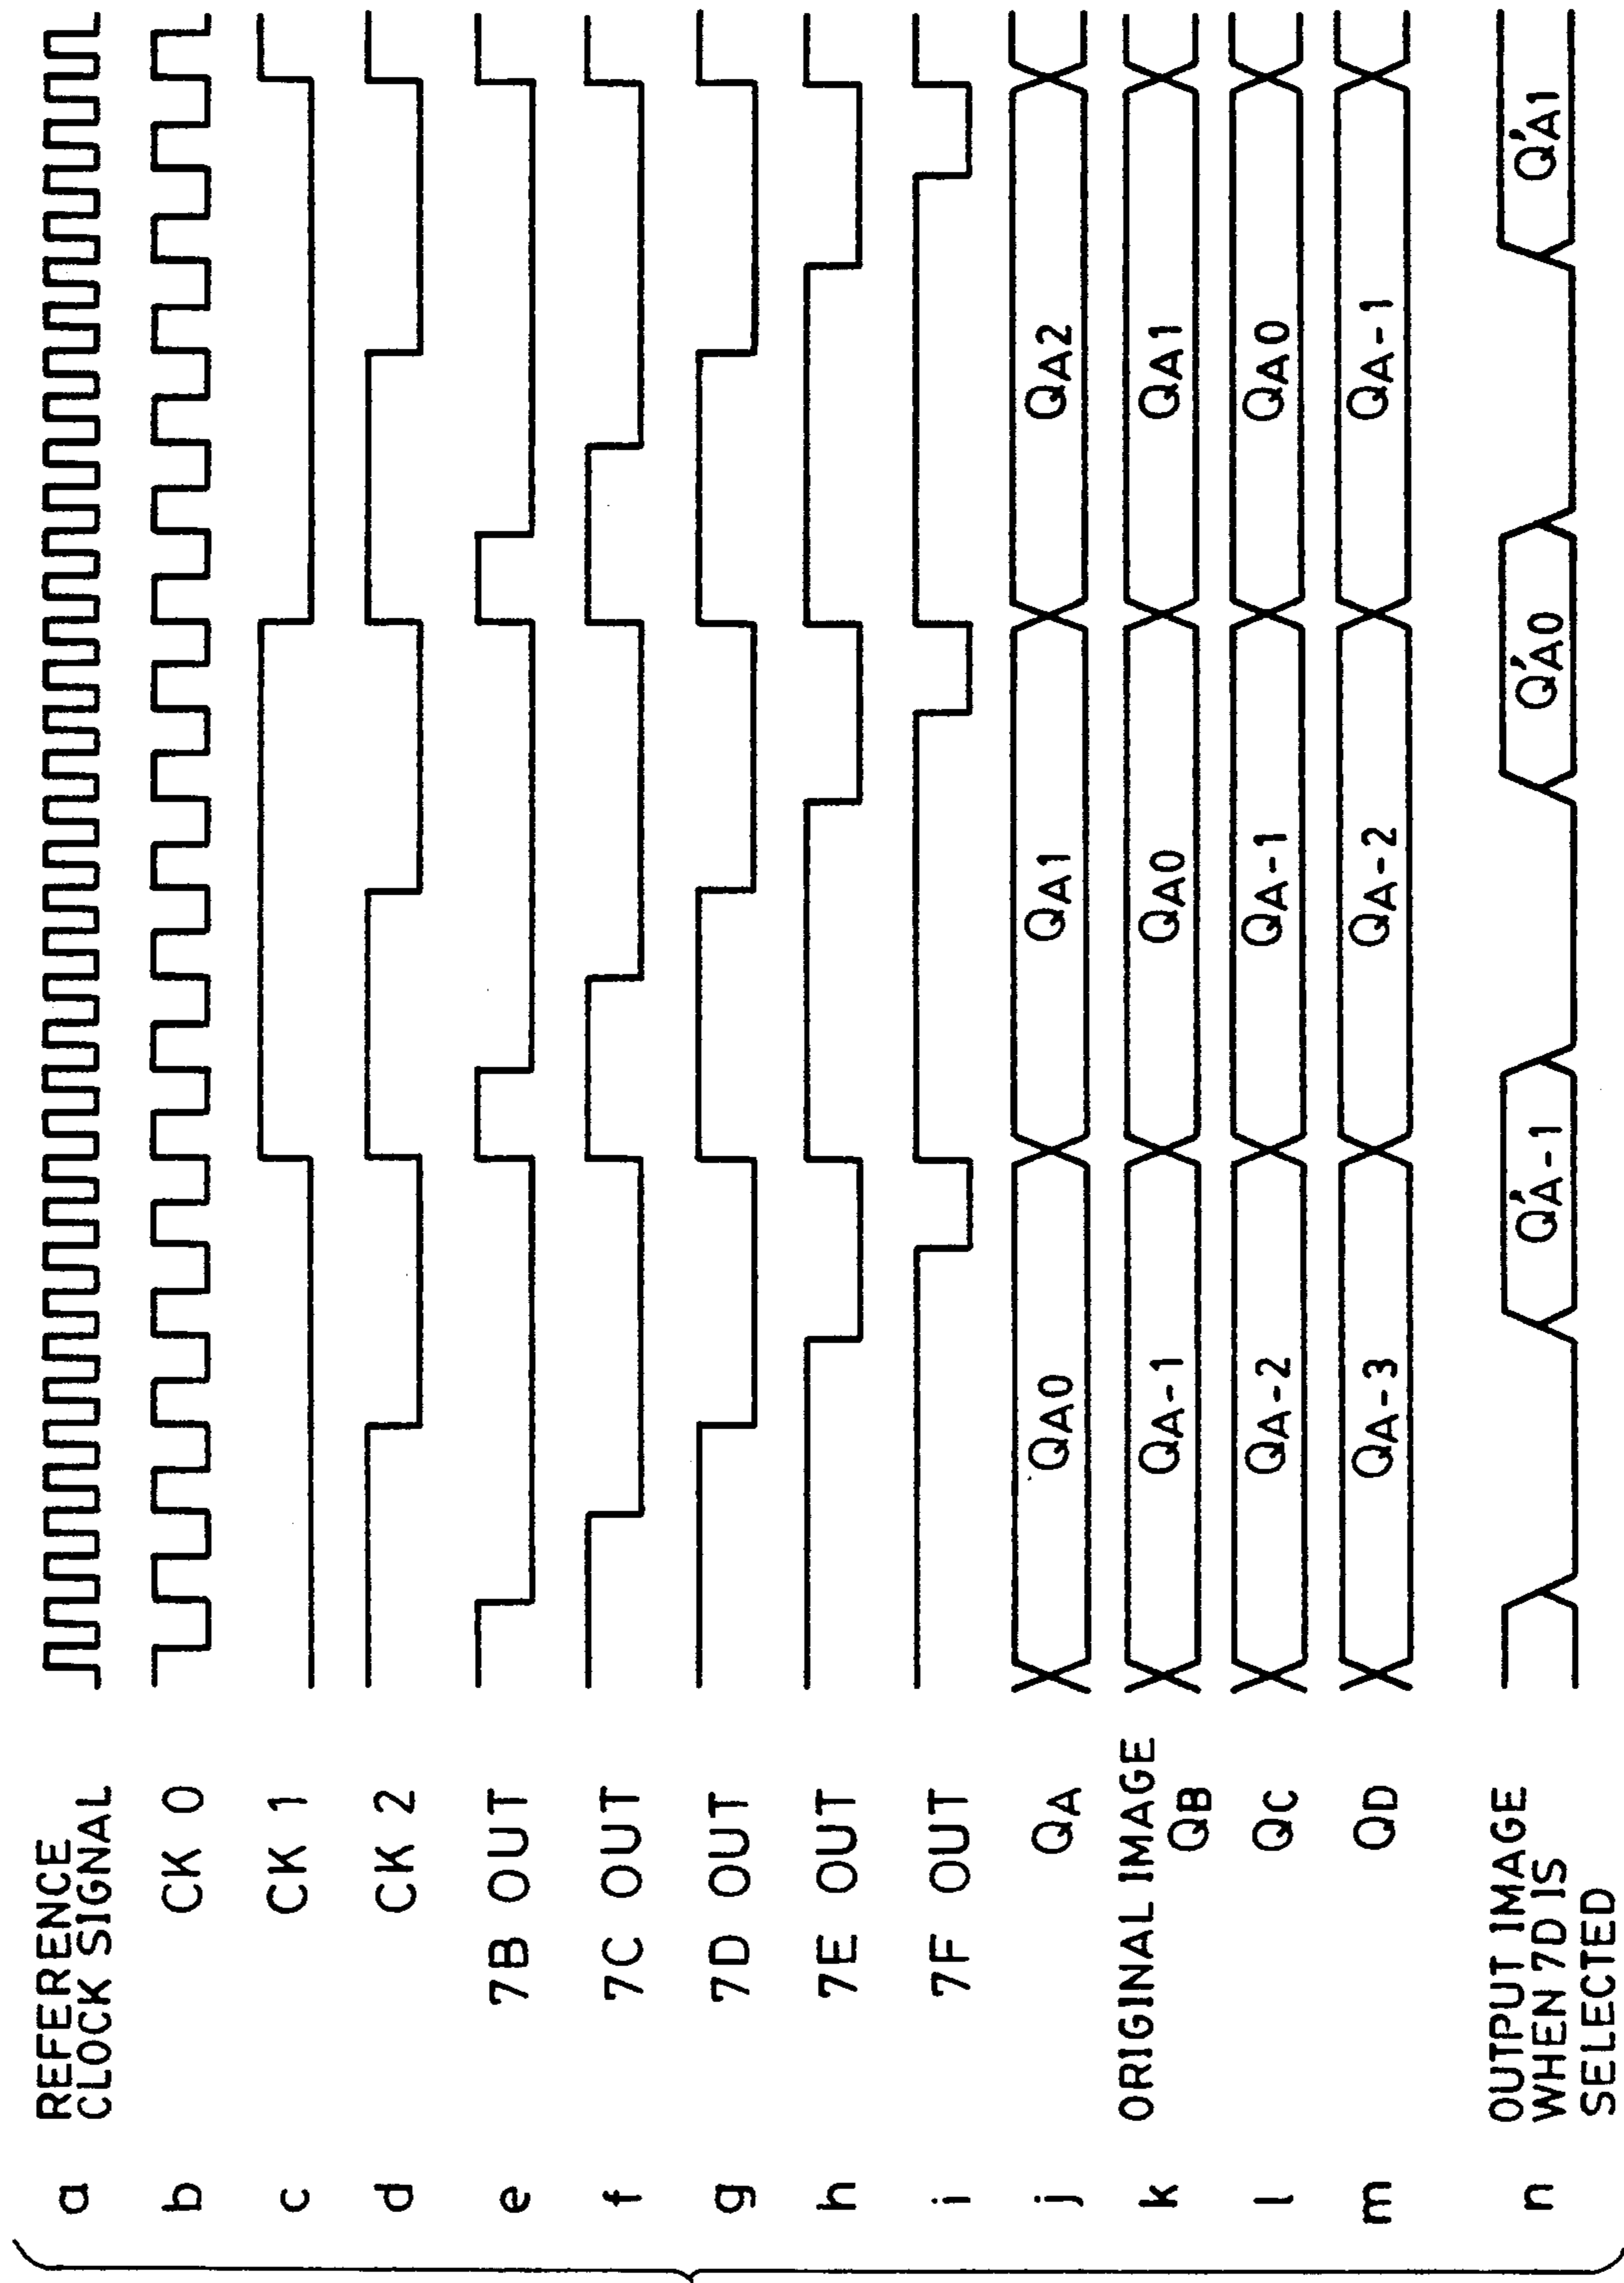 a REFERENCE
CLOCK SIGNAL
b CK 0
c CK 1
d CK 2
e 7B OUT
f 7C OUT
g 7D OUT
h 7E OUT
i 7F OUT
j QA QA0 QA1 QA2
k ORIGINAL IMAGE
QB QA-1 QA0 QA1
l QC QA-2 QA-1 QA0
m QD QA-3 QA-2 QA-1
n OUTPUT IMAGE
WHEN 7D IS
SELECTED
Q'A-1 Q'A0 Q'A1